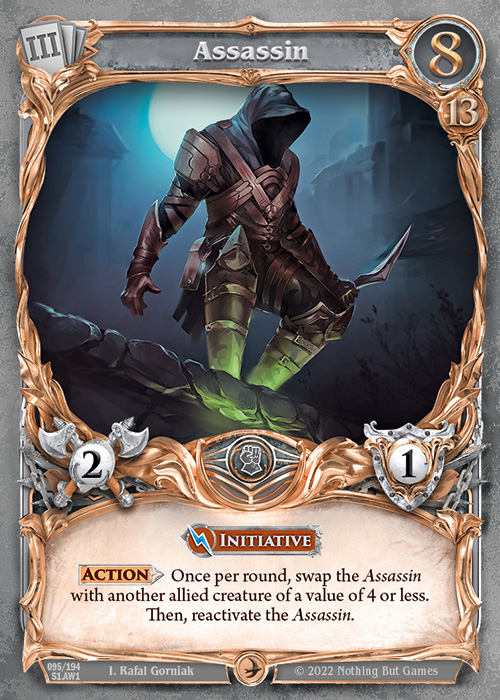 III
Assassin
8
13
2
1
INITIATIVE
ACTION Once per round, swap the Assassin
with another allied creature of a value of 4 or less.
Then, reactivate the Assassin.
095/194
S1.AW1
I. Rafal Gorniak
© 2022 Nothing But Games